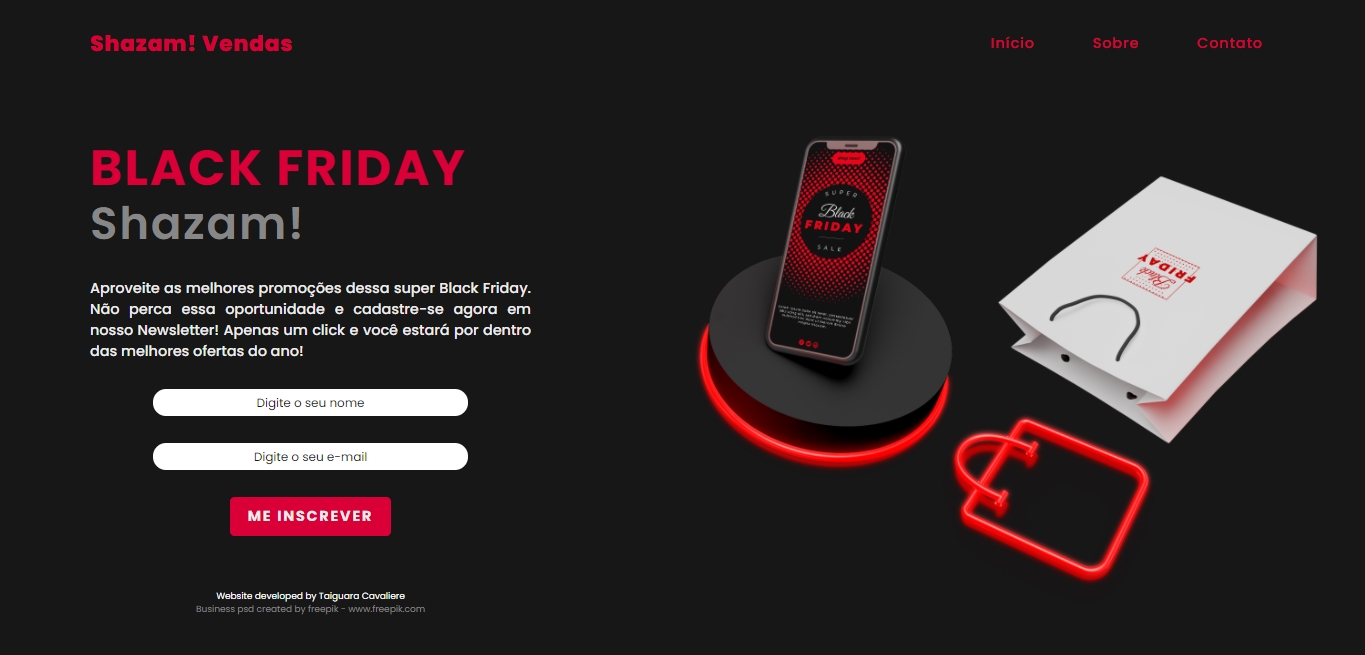 Shazam! Vendas
Início
Sobre
Contato
BLACK FRIDAY
Shazam!
Aproveite as melhores promoções dessa super Black Friday.
Não perca essa oportunidade e cadastre-se agora em
nosso Newsletter! Apenas um click e você estará por dentro
das melhores ofertas do ano!
Digite o seu nome
Digite o seu e-mail
ME INSCREVER
Website developed by Taiguara Cavaliere
Business psd created by freepik - www.freepik.com
SUPER
Black
FRIDAY
SALE
Black
FRIDAY